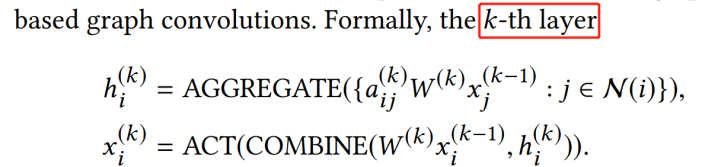 based graph convolutions. Formally, the k-th layer
h_i^{(k)} = AGGREGATE({a_{ij}^{(k)} W^{(k)} x_j^{(k-1)} : j ∈ 𝒩(i)}),
x_i^{(k)} = ACT(COMBINE(W^{(k)} x_i^{(k-1)}, h_i^{(k)})).